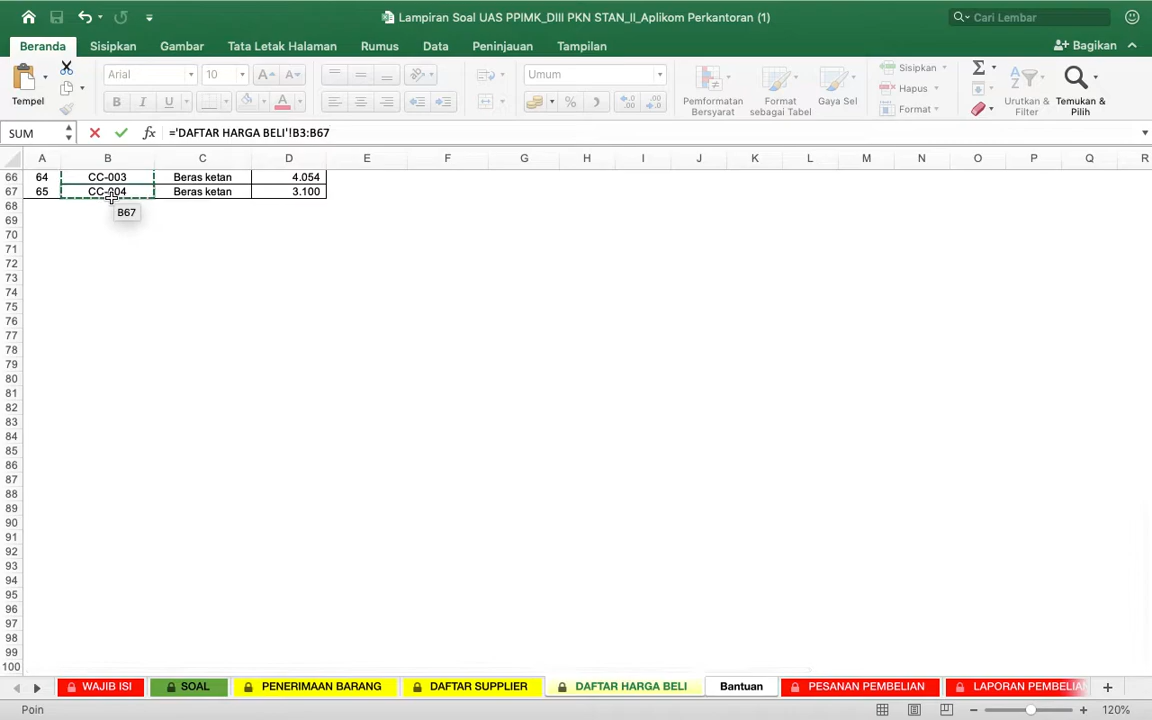 Lampiran Soal UAS PPIMK_DIII PKN STAN_II_Aplikom Perkantoran (1)
Cari Lembar
Beranda Sisipkan Gambar Tata Letak Halaman Rumus Data Peninjauan Tampilan Bagikan
Tempel
Arial 10
Umum
Pemformatan Bersyarat
Format sebagai Tabel
Gaya Sel
Sisipkan
Hapus
Format
Urutkan & Filter
Temukan & Pilih
SUM fx ='DAFTAR HARGA BELI'!B3:B67
A B C D E F G H I J K L M N O P Q R
66 64 CC-003 Beras ketan 4.054
67 65 CC-004 Beras ketan 3.100
68
B67
69
70
71
72
73
74
75
76
77
78
79
80
81
82
83
84
85
86
87
88
89
90
91
92
93
94
95
96
97
98
99
100
WAJIB ISI SOAL PENERIMAAN BARANG DAFTAR SUPPLIER DAFTAR HARGA BELI Bantuan PESANAN PEMBELIAN LAPORAN PEMBELIAN
Poin 120%